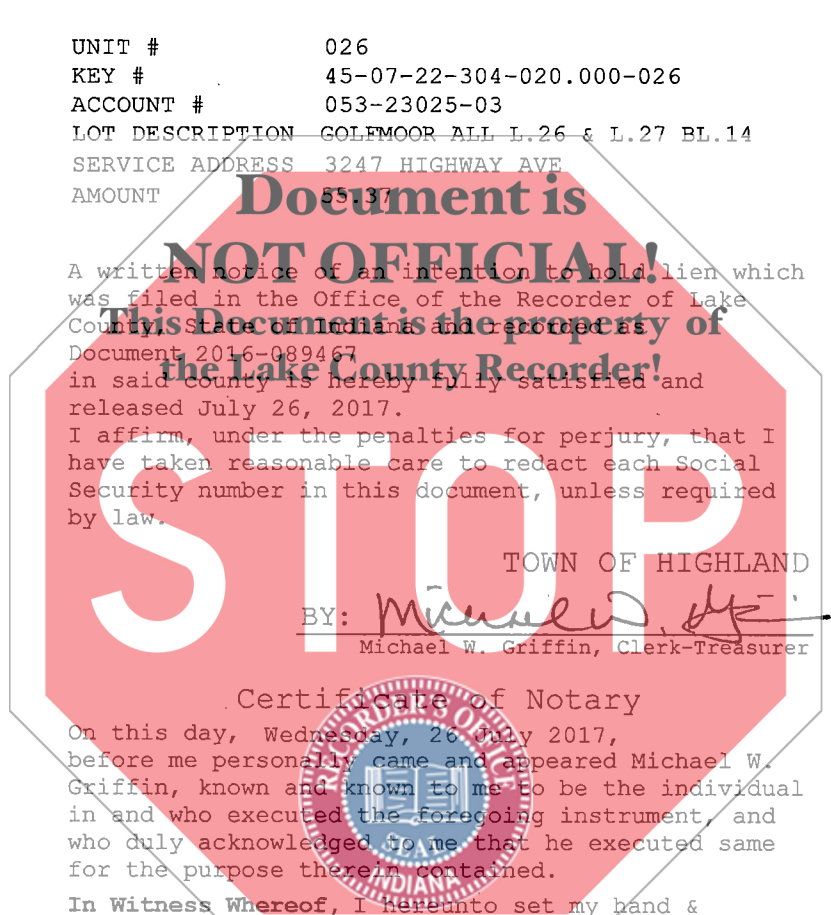 UNIT # 026
KEY # 45-07-22-304-020.000-026
ACCOUNT # 053-23025-03
LOT DESCRIPTION GOLFMOOR ALL L.26 & L.27 BL.14
SERVICE ADDRESS 3247 HIGHWAY AVE
AMOUNT 55.37
Document is
NOT OFFICIAL!
This Document is the property of
the Lake County Recorder!
STOP
A written notice of an intention to hold lien which
was filed in the Office of the Recorder of Lake
County, State of Indiana and recorded as
Document 2016-089467
in said county is hereby fully satisfied and
released July 26, 2017.
I affirm, under the penalties for perjury, that I
have taken reasonable care to redact each Social
Security number in this document, unless required
by law.
TOWN OF HIGHLAND
BY: Michael W.
Michael W. Griffin, Clerk-Treasurer
Certificate of Notary
On this day, Wednesday, 26 July 2017,
before me personally came and appeared Michael W.
Griffin, known and known to me to be the individual
in and who executed the foregoing instrument, and
who duly acknowledged to me that he executed same
for the purpose therein contained.
In Witness Whereof, I hereunto set my hand &
RECORDER'S OFFICE
SEAL
INDIANA